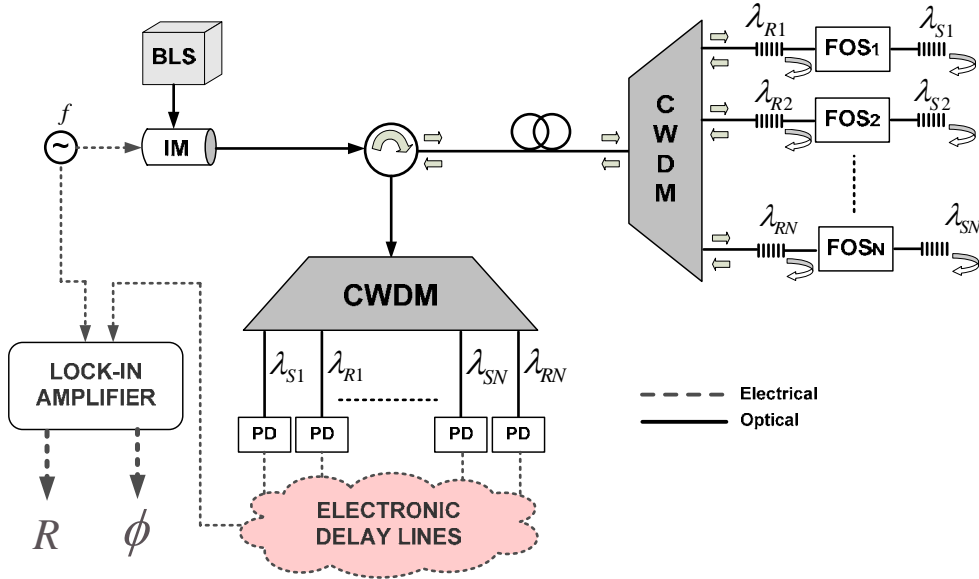 BLS
f
~
IM
C
W
D
M
λR1
FOS1
λS1
λR2
FOS2
λS2
λRN
FOSN
λSN
CWDM
λS1
λR1
λSN
λRN
PD
PD
PD
PD
LOCK-IN
AMPLIFIER
ELECTRONIC
DELAY LINES
R
ϕ
Electrical
Optical